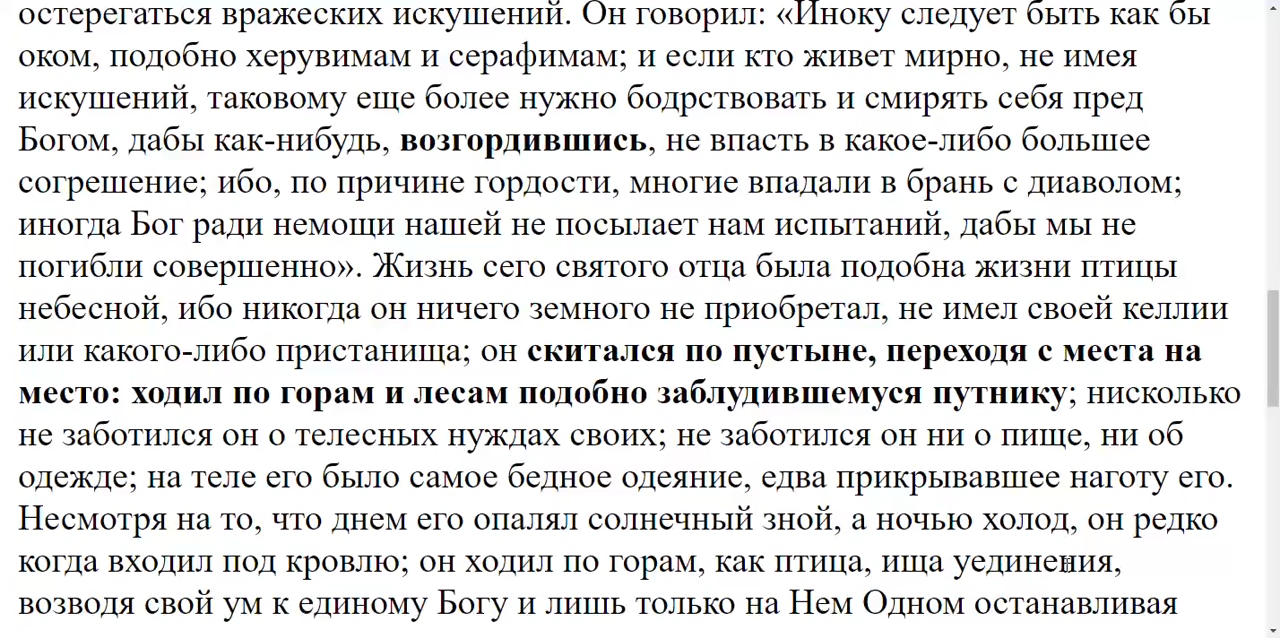 остерегаться вражеских искушений. Он говорил: «Иноку следует быть как бы
оком, подобно херувимам и серафимам; и если кто живет мирно, не имея
искушений, таковому еще более нужно бодрствовать и смирять себя пред
Богом, дабы как-нибудь, возгордившись, не впасть в какое-либо большее
согрешение; ибо, по причине гордости, многие впадали в брань с диаволом;
иногда Бог ради немощи нашей не посылает нам испытаний, дабы мы не
погибли совершенно». Жизнь сего святого отца была подобна жизни птицы
небесной, ибо никогда он ничего земного не приобретал, не имел своей келлии
или какого-либо пристанища; он скитался по пустыне, переходя с места на
место: ходил по горам и лесам подобно заблудившемуся путнику; нисколько
не заботился он о телесных нуждах своих; не заботился он ни о пище, ни об
одежде; на теле его было самое бедное одеяние, едва прикрывавшее наготу его.
Несмотря на то, что днем его опалял солнечный зной, а ночью холод, он редко
когда входил под кровлю; он ходил по горам, как птица, ища уединения,
возводя свой ум к единому Богу и лишь только на Нем Одном останавливая